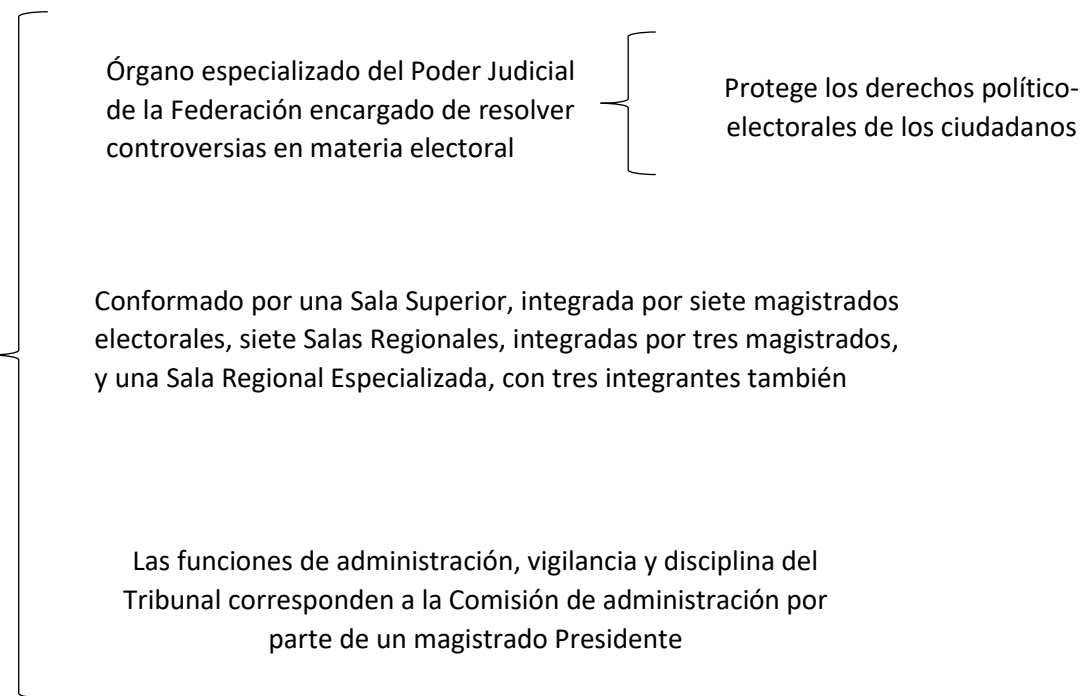 Órgano especializado del Poder Judicial
de la Federación encargado de resolver
controversias en materia electoral
Protege los derechos político-
electorales de los ciudadanos
Conformado por una Sala Superior, integrada por siete magistrados
electorales, siete Salas Regionales, integradas por tres magistrados,
y una Sala Regional Especializada, con tres integrantes también
Las funciones de administración, vigilancia y disciplina del
Tribunal corresponden a la Comisión de administración por
parte de un magistrado Presidente